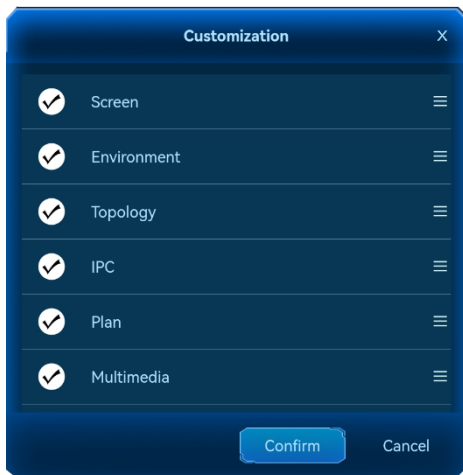 Customization X
Screen
Environment
Topology
IPC
Plan
Multimedia
Confirm Cancel